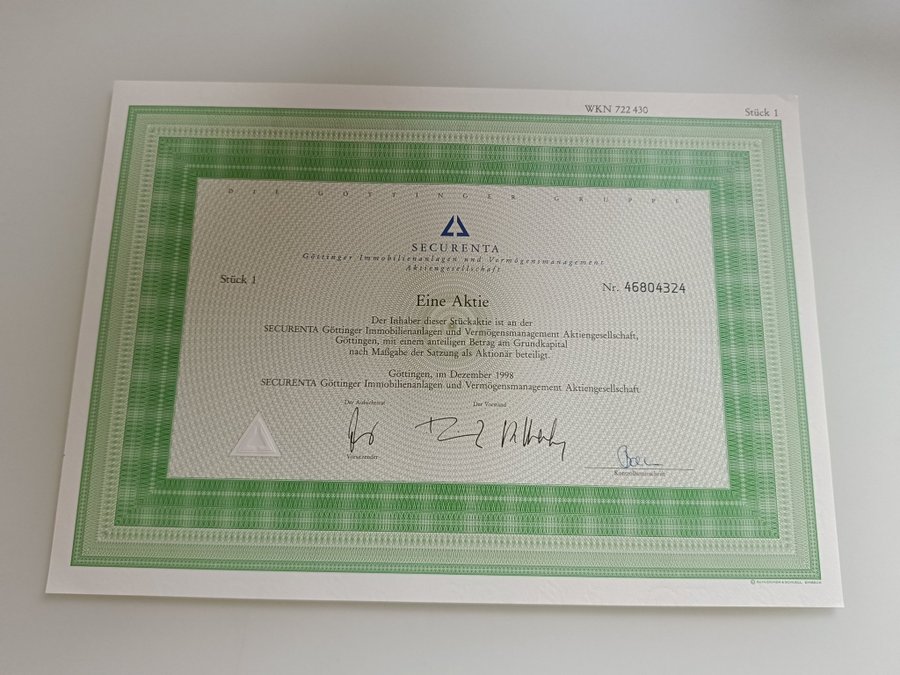 WKN 722 430
Stück 1
DIE GÖTTINGER GRUPPE
SECURENTA
Göttinger Immobilienanlagen und Vermögensmanagement
Aktiengesellschaft
Stück 1
Nr. 46804324
Eine Aktie
Der Inhaber dieser Stückaktie ist an der
SECURENTA Göttinger Immobilienanlagen und Vermögensmanagement Aktiengesellschaft,
Göttingen, mit einem anteiligen Betrag am Grundkapital
nach Maßgabe der Satzung als Aktionär beteiligt.
Göttingen, im Dezember 1998
SECURENTA Göttinger Immobilienanlagen und Vermögensmanagement Aktiengesellschaft
Der Aufsichtsrat
Der Vorstand
Vorsitzender
Kontrollunterschrift